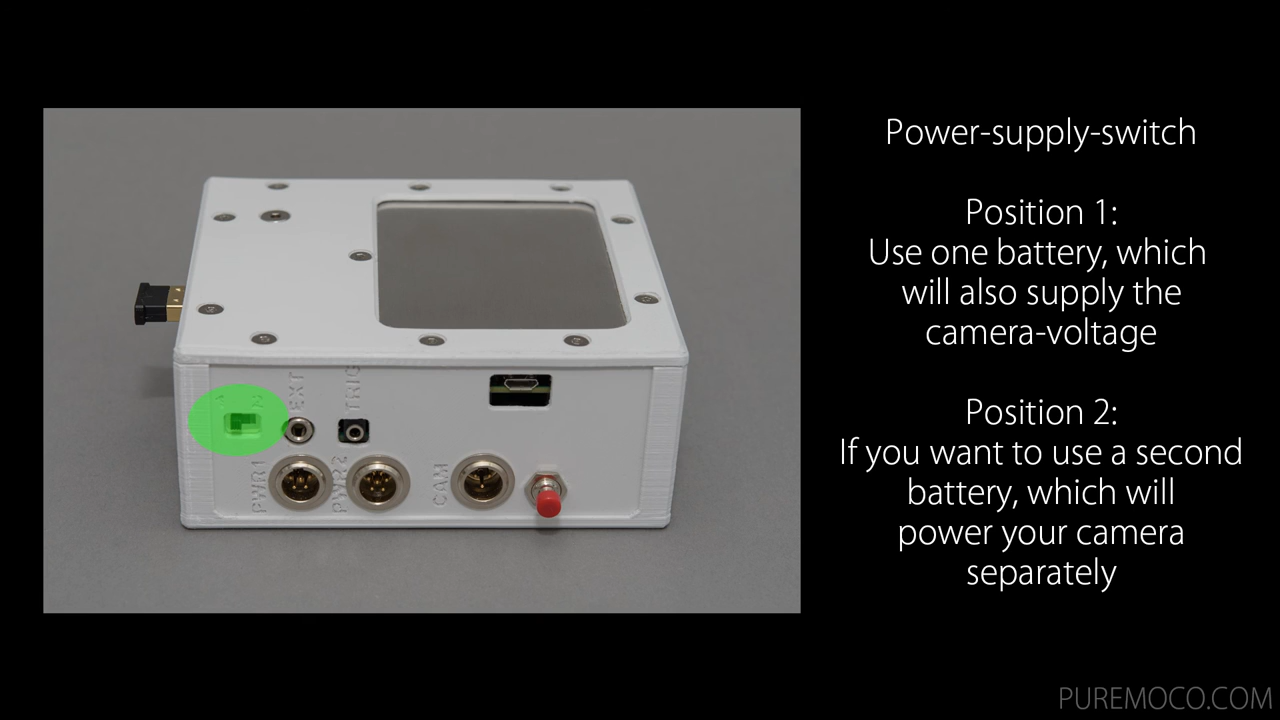 Power-supply-switch
Position 1:
Use one battery, which
will also supply the
camera-voltage
Position 2:
If you want to use a second
battery, which will
power your camera
separately
EXT
TRIG
PWR1
PWR2
CAM
PUREMOCO.COM